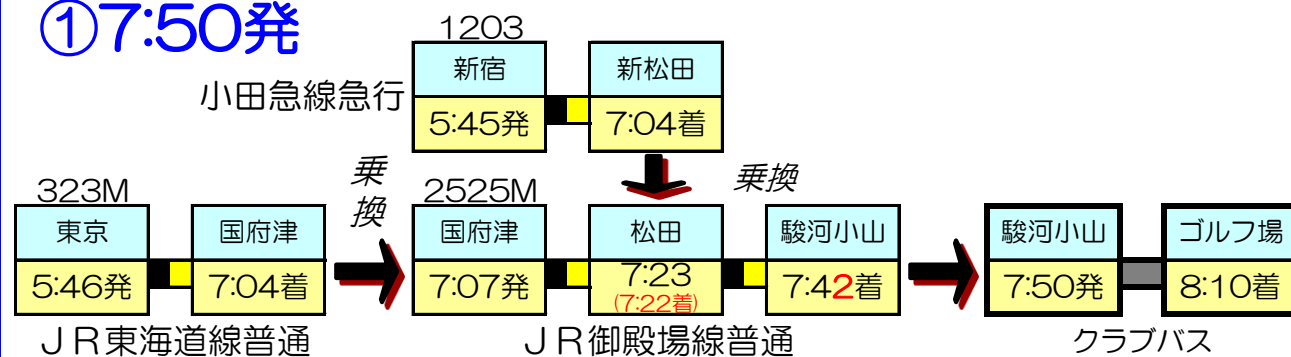 ①7:50発
1203
新宿 新松田
小田急線急行
5:45発 7:04着
乗換
乗換
323M
2525M
東京 国府津
国府津 松田 駿河小山
駿河小山 ゴルフ場
5:46発 7:04着
7:07発 7:23 7:42着
(7:22着)
7:50発 8:10着
JR東海道線普通
JR御殿場線普通
クラブバス